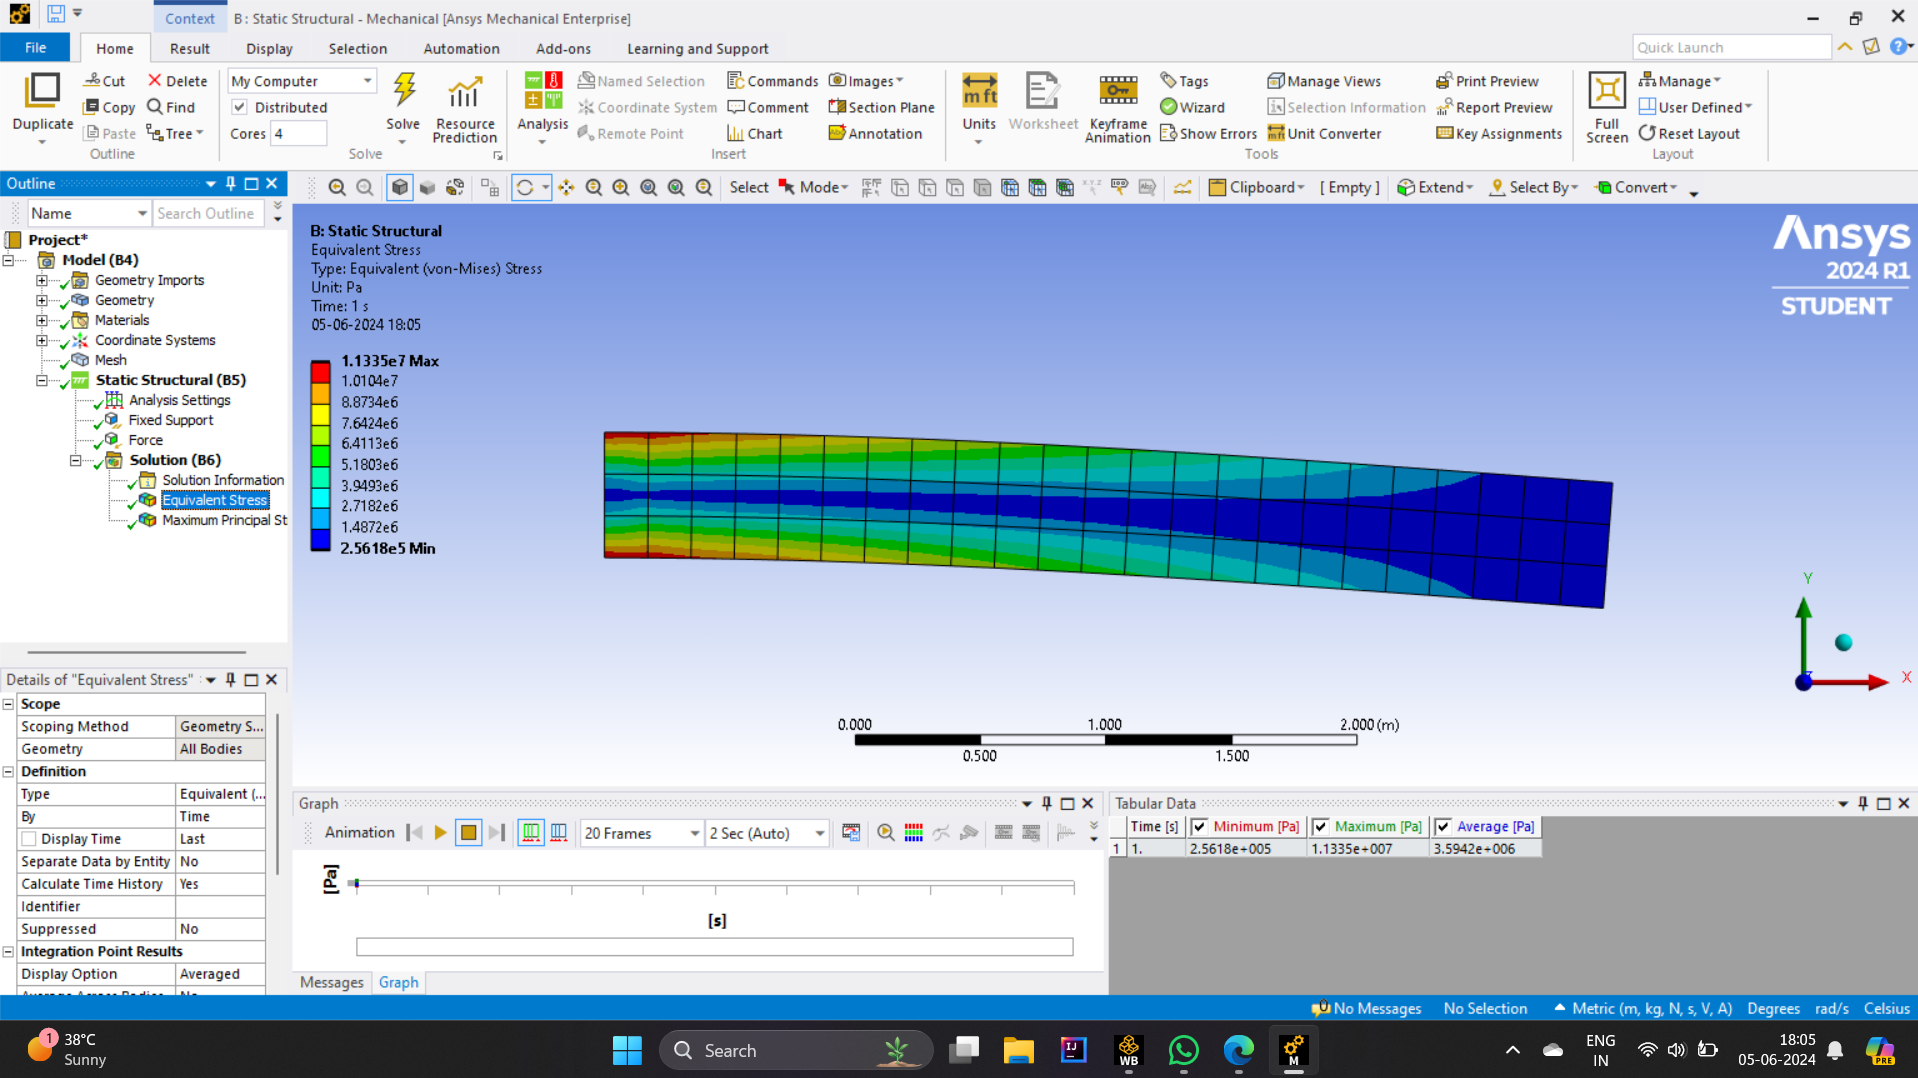 Context
B : Static Structural - Mechanical [Ansys Mechanical Enterprise]
File
Home
Result
Display
Selection
Automation
Add-ons
Learning and Support
Quick Launch
Duplicate
Cut
Copy
Paste
Delete
Find
Tree
Outline
My Computer
Distributed
Cores 4
Solve
Resource Prediction
Solve
Analysis
Named Selection
Coordinate System
Remote Point
Commands
Comment
Chart
Images
Section Plane
Annotation
Insert
Units
Worksheet
Keyframe Animation
Tags
Wizard
Show Errors
Manage Views
Selection Information
Unit Converter
Print Preview
Report Preview
Key Assignments
Tools
Full Screen
Manage
User Defined
Reset Layout
Layout
Outline
Name
Search Outline
Select
Mode
Clipboard
[ Empty ]
Extend
Select By
Convert
Project*
Model (B4)
Geometry Imports
Geometry
Materials
Coordinate Systems
Mesh
Static Structural (B5)
Analysis Settings
Fixed Support
Force
Solution (B6)
Solution Information
Equivalent Stress
Maximum Principal St
B: Static Structural
Equivalent Stress
Type: Equivalent (von-Mises) Stress
Unit: Pa
Time: 1 s
05-06-2024 18:05
1.1335e7 Max
1.0104e7
8.8734e6
7.6424e6
6.4113e6
5.1803e6
3.9493e6
2.7182e6
1.4872e6
2.5618e5 Min
Ansys
2024 R1
STUDENT
Y
X
0.000
1.000
2.000 (m)
0.500
1.500
Details of "Equivalent Stress"
Scope
Scoping Method Geometry S...
Geometry All Bodies
Definition
Type Equivalent (...
By Time
Display Time Last
Separate Data by Entity No
Calculate Time History Yes
Identifier
Suppressed No
Integration Point Results
Display Option Averaged
Graph
Animation
20 Frames
2 Sec (Auto)
[Pa]
[s]
Messages
Graph
Tabular Data
Time [s] Minimum [Pa] Maximum [Pa] Average [Pa]
1 1. 2.5618e+005 1.1335e+007 3.5942e+006
No Messages
No Selection
Metric (m, kg, N, s, V, A)
Degrees
rad/s
Celsius
1
38°C
Sunny
Search
IJ
WB
M
ENG
IN
18:05
05-06-2024
PRE